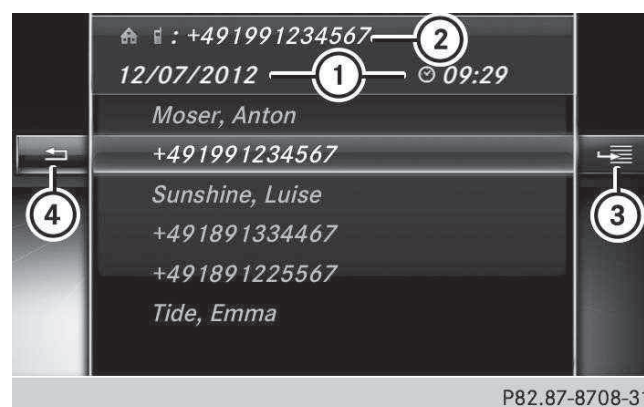 : +491991234567 2
12/07/2012 1 09:29
Moser, Anton
+491991234567
Sunshine, Luise
4 3
+491891334467
+491891225567
Tide, Emma
P82.87-8708-31